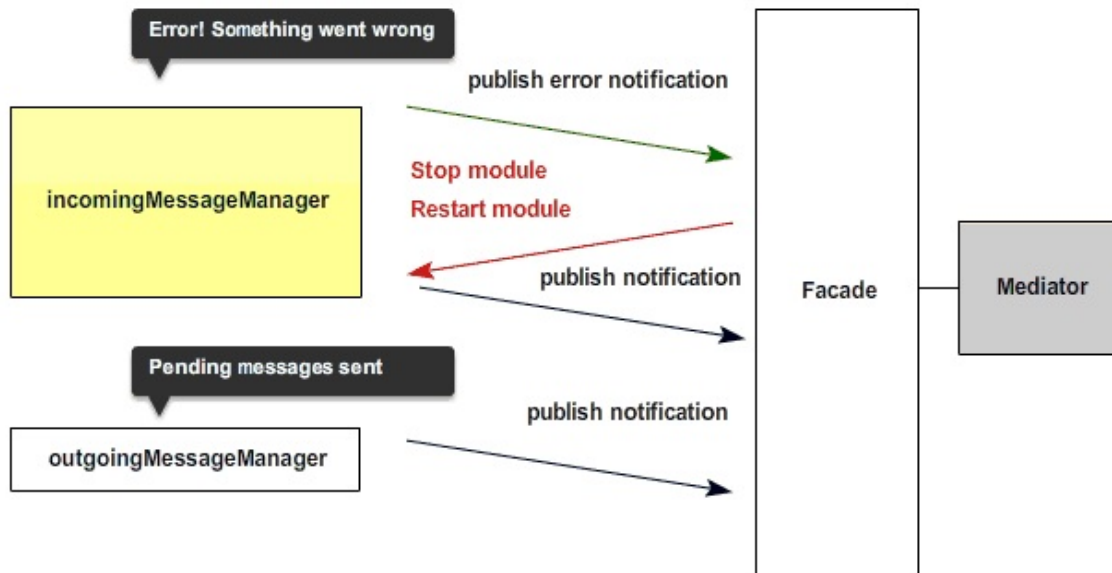 Error! Something went wrong
publish error notification
Stop module
Restart module
incomingMessageManager
publish notification
Facade
Mediator
Pending messages sent
publish notification
outgoingMessageManager